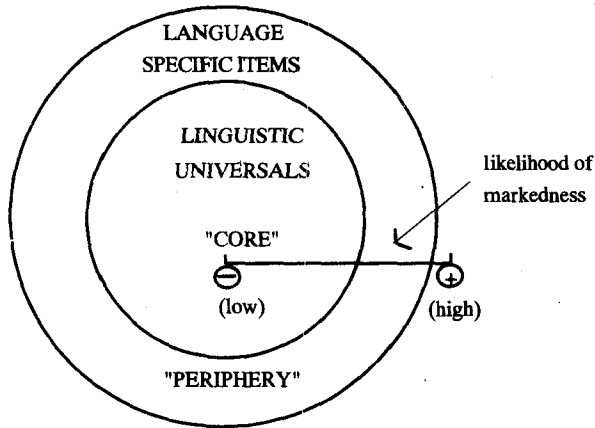 LANGUAGE
SPECIFIC ITEMS
LINGUISTIC
UNIVERSALS
likelihood of
markedness
"CORE"
−
+
(low)
(high)
"PERIPHERY"